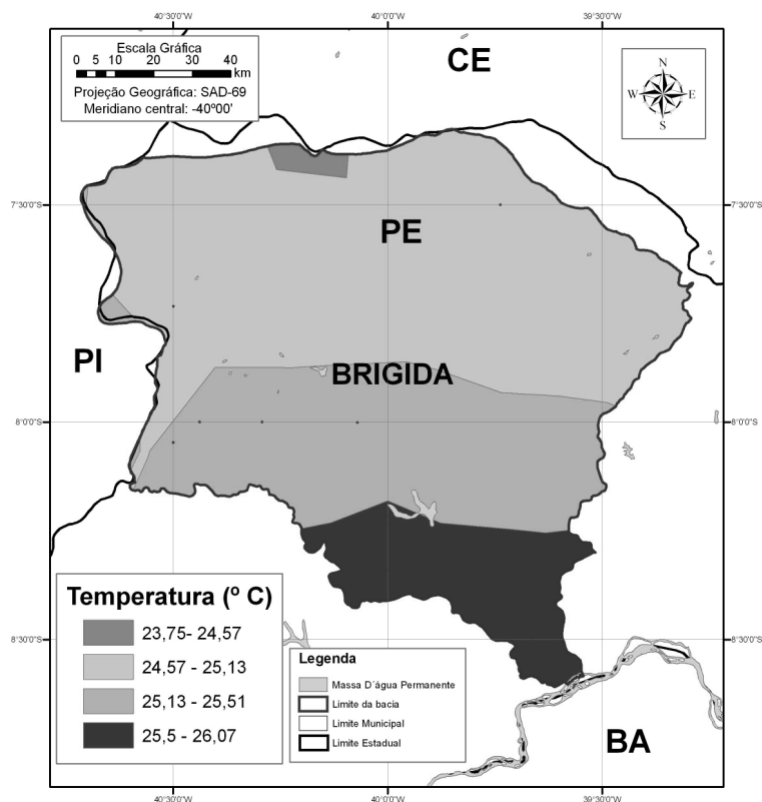 40°30'0"W 40°0'0"W 39°30'0"W
Escala Gráfica
0 5 10 20 30 40
km
Projeção Geográfica: SAD-69
Meridiano central: -40º00'
CE
N
W E
S
7°30'0"S 7°30'0"S
PE
PI
BRIGIDA
6°0'0"S 6°0'0"S
Temperatura (º C)
23,75- 24,57
24,57 - 25,13
25,13 - 25,51
25,5 - 26,07
8°30'0"S 8°30'0"S
Legenda
Massa D´água Permanente
Limite da bacia
Limite Municipal
Limite Estadual
BA
40°30'0"W 40°0'0"W 39°30'0"W